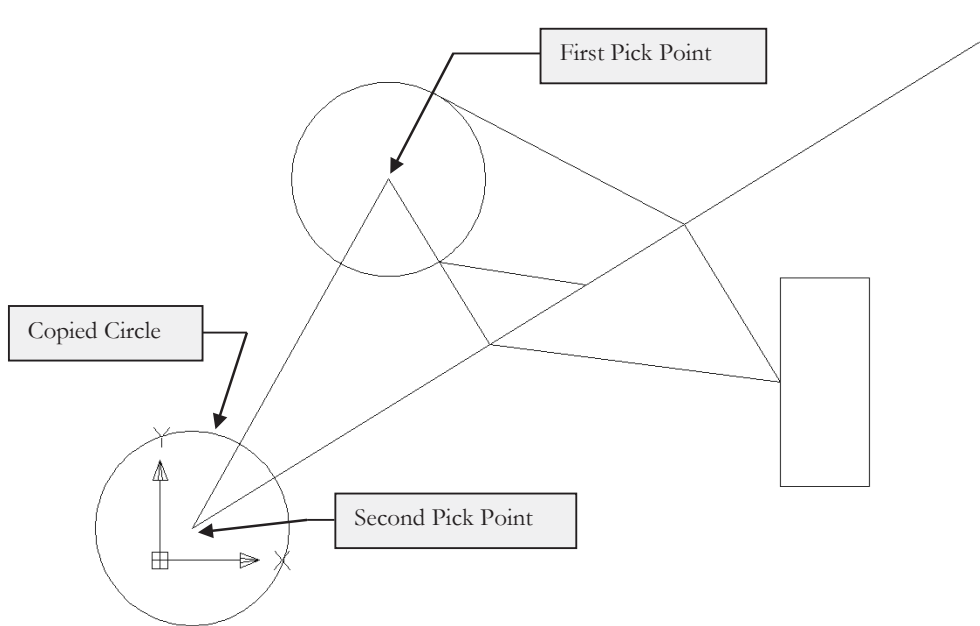 First Pick Point
Copied Circle
Y
Second Pick Point
X